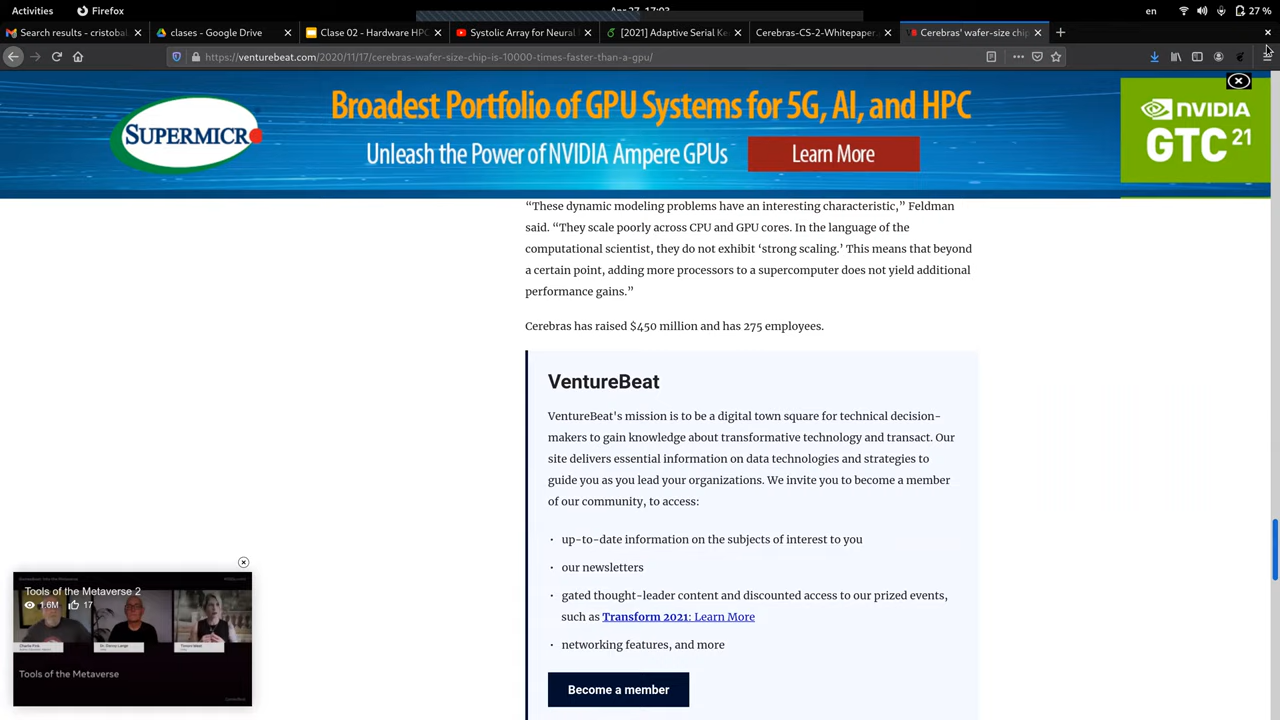 Activities
Firefox
Apr 27, 17:03
en
27 %
Search results - cristobal.
clases - Google Drive
Clase 02 - Hardware HPC
Systolic Array for Neural
[2021] Adaptive Serial Ke
Cerebras-CS-2-Whitepaper.
Cerebras' wafer-size chip
https://venturebeat.com/2020/11/17/cerebras-wafer-size-chip-is-10000-times-faster-than-a-gpu/
SUPERMICR
Broadest Portfolio of GPU Systems for 5G, AI, and HPC
Unleash the Power of NVIDIA Ampere GPUs
Learn More
NVIDIA
GTC 21
“These dynamic modeling problems have an interesting characteristic,” Feldman
said. “They scale poorly across CPU and GPU cores. In the language of the
computational scientist, they do not exhibit ‘strong scaling.’ This means that beyond
a certain point, adding more processors to a supercomputer does not yield additional
performance gains.”
Cerebras has raised $450 million and has 275 employees.
VentureBeat
VentureBeat's mission is to be a digital town square for technical decision-
makers to gain knowledge about transformative technology and transact. Our
site delivers essential information on data technologies and strategies to
guide you as you lead your organizations. We invite you to become a member
of our community, to access:
· up-to-date information on the subjects of interest to you
· our newsletters
· gated thought-leader content and discounted access to our prized events,
such as Transform 2021: Learn More
· networking features, and more
Become a member
Tools of the Metaverse 2
1.6M 17
Tools of the Metaverse